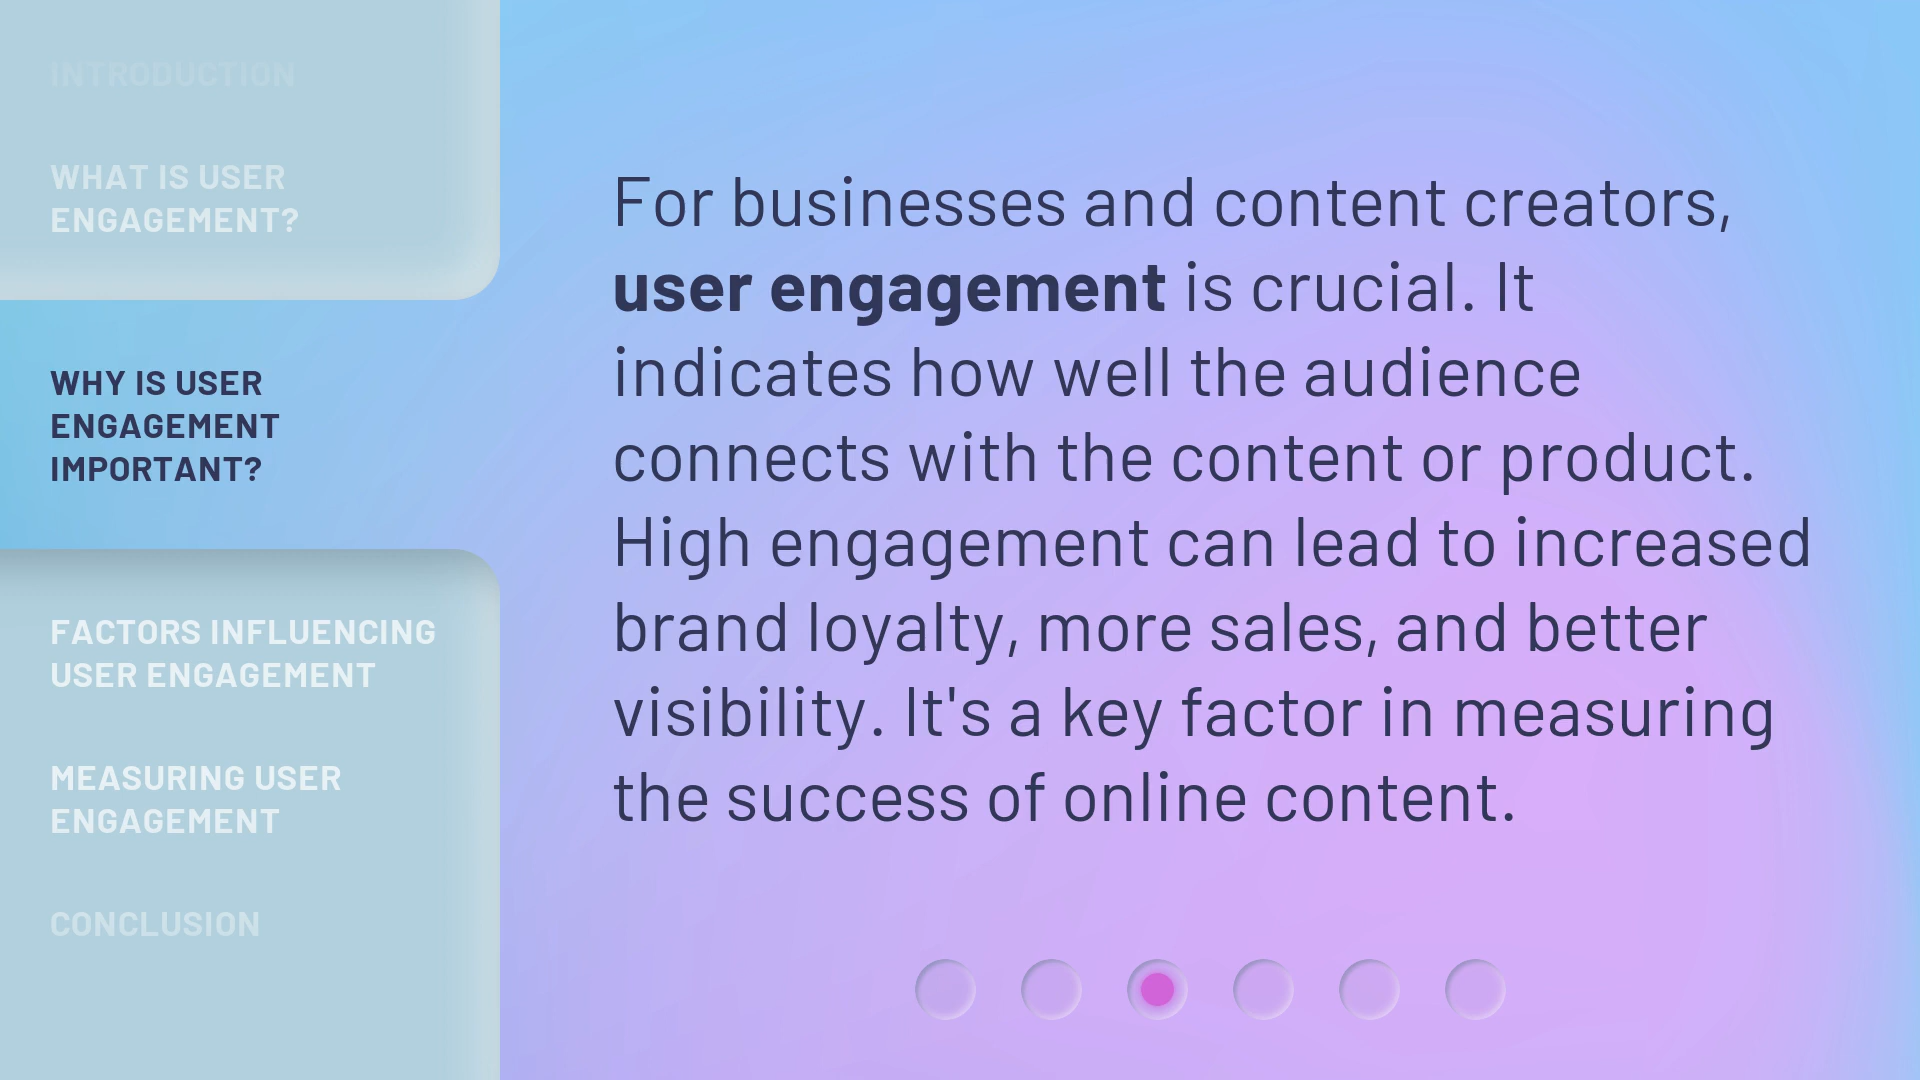 INTRODUCTION
WHAT IS USER
ENGAGEMENT?
WHY IS USER
ENGAGEMENT
IMPORTANT?
FACTORS INFLUENCING
USER ENGAGEMENT
MEASURING USER
ENGAGEMENT
CONCLUSION
For businesses and content creators,
user engagement is crucial. It
indicates how well the audience
connects with the content or product.
High engagement can lead to increased
brand loyalty, more sales, and better
visibility. It's a key factor in measuring
the success of online content.